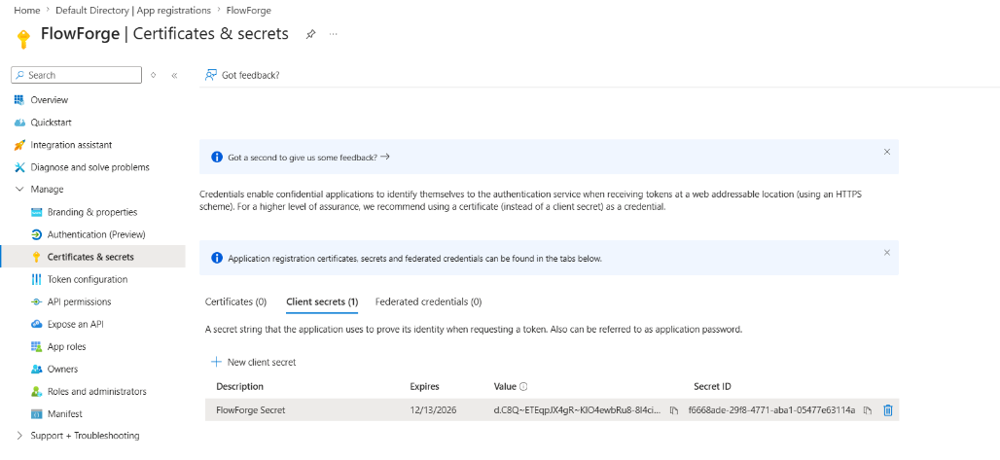 Home > Default Directory | App registrations > FlowForge
FlowForge | Certificates & secrets
Search
Got feedback?
Overview
Quickstart
Integration assistant
Diagnose and solve problems
Manage
Branding & properties
Authentication (Preview)
Certificates & secrets
Token configuration
API permissions
Expose an API
App roles
Owners
Roles and administrators
Manifest
Support + Troubleshooting
Got a second to give us some feedback?
Credentials enable confidential applications to identify themselves to the authentication service when receiving tokens at a web addressable location (using an HTTPS
scheme). For a higher level of assurance, we recommend using a certificate (instead of a client secret) as a credential.
Application registration certificates, secrets and federated credentials can be found in the tabs below.
Certificates (0) Client secrets (1) Federated credentials (0)
A secret string that the application uses to prove its identity when requesting a token. Also can be referred to as application password.
New client secret
Description Expires Value Secret ID
FlowForge Secret 12/13/2026 d.C8Q~ETEqpJX4gR~KIO4ewbRu8-8I4ci... f6668ade-29f8-4771-aba1-05477e63114a